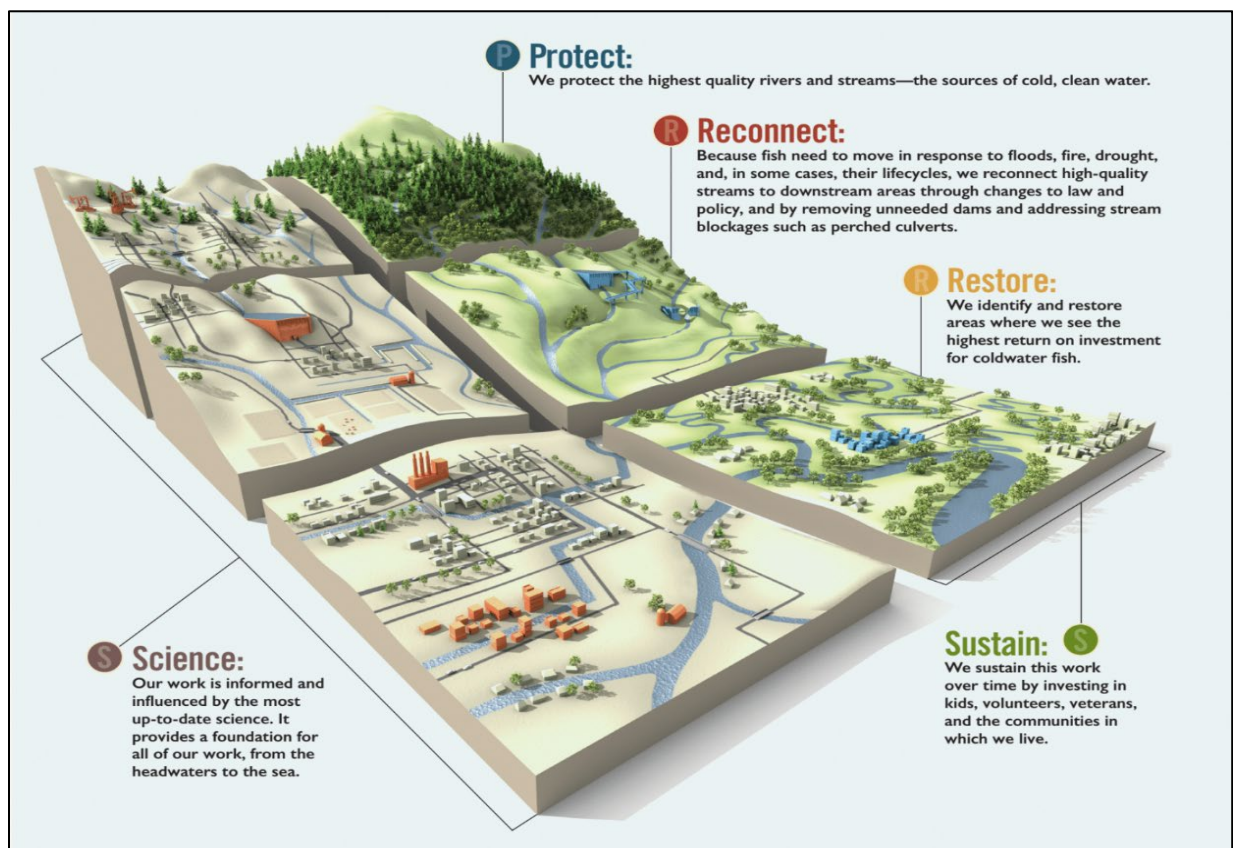 P Protect:
We protect the highest quality rivers and streams—the sources of cold, clean water.
R Reconnect:
Because fish need to move in response to floods, fire, drought,
and, in some cases, their lifecycles, we reconnect high-quality
streams to downstream areas through changes to law and
policy, and by removing unneeded dams and addressing stream
blockages such as perched culverts.
R Restore:
We identify and restore
areas where we see the
highest return on investment
for coldwater fish.
S Science:
Our work is informed and
influenced by the most
up-to-date science. It
provides a foundation for
all of our work, from the
headwaters to the sea.
Sustain: S
We sustain this work
over time by investing in
kids, volunteers, veterans,
and the communities in
which we live.